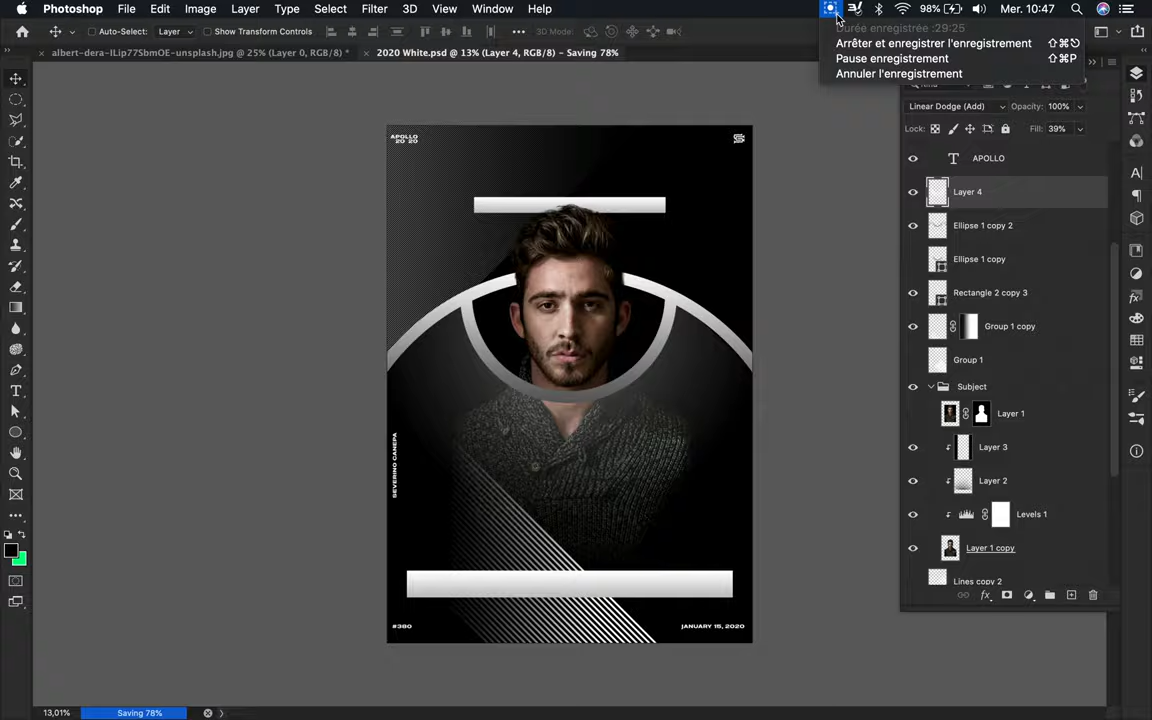 Photoshop File Edit Image Layer Type Select Filter 3D View Window Help 98% Mer. 10:47
Durée enregistrée :29:25
Arrêter et enregistrer l'enregistrement ⇧⌘⎋
Pause enregistrement ⇧⌘P
Annuler l'enregistrement
Auto-Select: Layer Show Transform Controls 3D Mode:
albert-dera-ILip77SbmOE-unsplash.jpg @ 25% (Layer 0, RGB/8) *
2020 White.psd @ 13% (Layer 4, RGB/8) - Saving 78%
Linear Dodge (Add) Opacity: 100%
Lock: Fill: 39%
APOLLO
Layer 4
Ellipse 1 copy 2
Ellipse 1 copy
Rectangle 2 copy 3
Group 1 copy
Group 1
Subject
Layer 1
Layer 3
Layer 2
Levels 1
Layer 1 copy
Lines copy 2
APOLLO
20 20
SEVERINO CANEPA
#380
JANUARY 15, 2020
13,01% Saving 78%